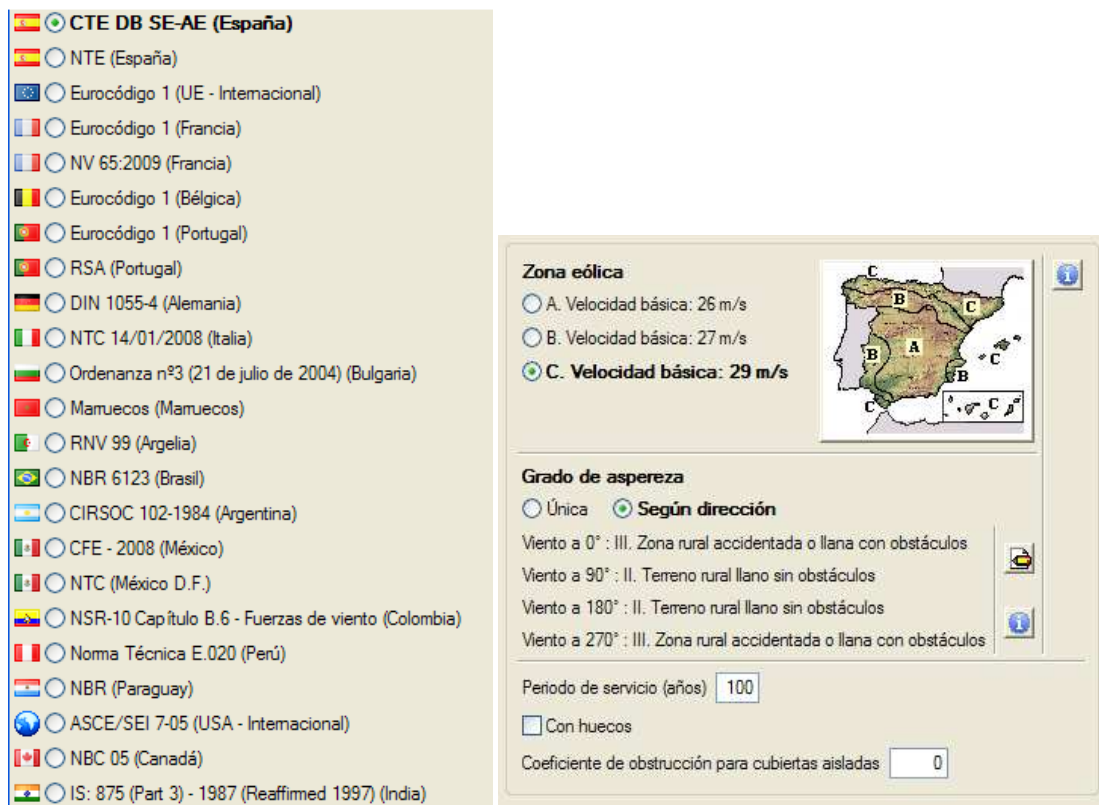 CTE DB SE-AE (España)
NTE (España)
Eurocódigo 1 (UE - Internacional)
Eurocódigo 1 (Francia)
NV 65:2009 (Francia)
Eurocódigo 1 (Bélgica)
Eurocódigo 1 (Portugal)
RSA (Portugal)
DIN 1055-4 (Alemania)
NTC 14/01/2008 (Italia)
Ordenanza nº3 (21 de julio de 2004) (Bulgaria)
Marruecos (Marruecos)
RNV 99 (Argelia)
NBR 6123 (Brasil)
CIRSOC 102-1984 (Argentina)
CFE - 2008 (México)
NTC (México D.F.)
NSR-10 Capítulo B.6 - Fuerzas de viento (Colombia)
Norma Técnica E.020 (Perú)
NBR (Paraguay)
ASCE/SEI 7-05 (USA - Internacional)
NBC 05 (Canadá)
IS: 875 (Part 3) - 1987 (Reaffirmed 1997) (India)
Zona eólica
A. Velocidad básica: 26 m/s
B. Velocidad básica: 27 m/s
C. Velocidad básica: 29 m/s
C
B
C
B
A
C
B
C
C
Grado de aspereza
Única
Según dirección
Viento a 0° : III. Zona rural accidentada o llana con obstáculos
Viento a 90° : II. Terreno rural llano sin obstáculos
Viento a 180° : II. Terreno rural llano sin obstáculos
Viento a 270° : III. Zona rural accidentada o llana con obstáculos
Periodo de servicio (años) 100
Con huecos
Coeficiente de obstrucción para cubiertas aisladas 0